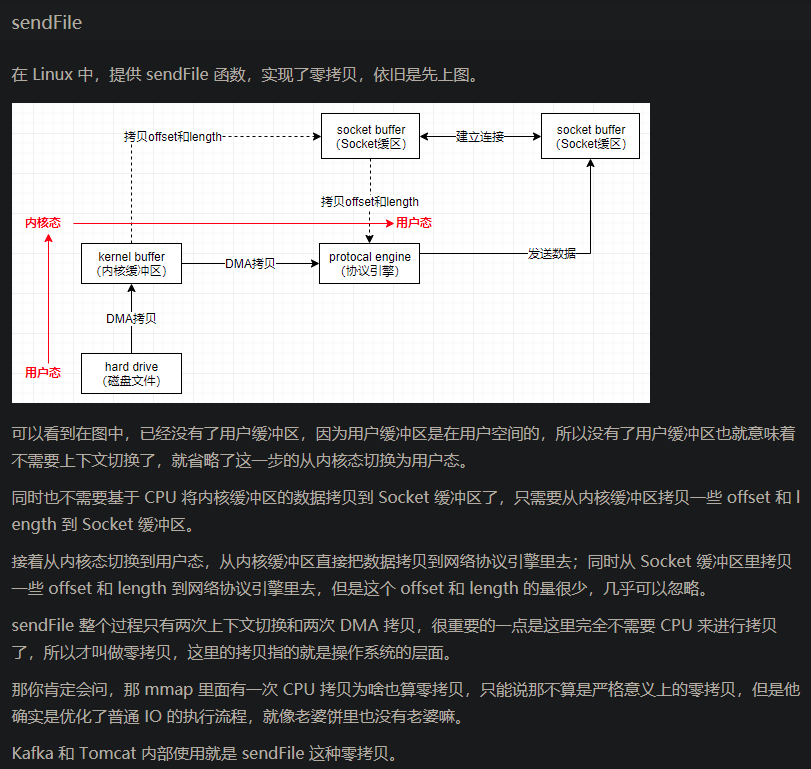 sendFile
在 Linux 中，提供 sendFile 函数，实现了零拷贝，依旧是先上图。
拷贝offset和length
socket buffer
（Socket缓区）
建立连接
socket buffer
（Socket缓区）
拷贝offset和length
内核态
用户态
kernel buffer
（内核缓冲区）
DMA拷贝
protocal engine
（协议引擎）
发送数据
DMA拷贝
用户态
hard drive
（磁盘文件）
可以看到在图中，已经没有了用户缓冲区，因为用户缓冲区是在用户空间的，所以没有了用户缓冲区也就意味着
不需要上下文切换了，就省略了这一步的从内核态切换为用户态。
同时也不需要基于 CPU 将内核缓冲区的数据拷贝到 Socket 缓冲区了，只需要从内核缓冲区拷贝一些 offset 和 l
ength 到 Socket 缓冲区。
接着从内核态切换到用户态，从内核缓冲区直接把数据拷贝到网络协议引擎里去；同时从 Socket 缓冲区里拷贝
一些 offset 和 length 到网络协议引擎里去，但是这个 offset 和 length 的量很少，几乎可以忽略。
sendFile 整个过程只有两次上下文切换和两次 DMA 拷贝，很重要的一点是这里完全不需要 CPU 来进行拷贝
了，所以才叫做零拷贝，这里的拷贝指的就是操作系统的层面。
那你肯定会问，那 mmap 里面有一次 CPU 拷贝为啥也算零拷贝，只能说那不算是严格意义上的零拷贝，但是他
确实是优化了普通 IO 的执行流程，就像老婆饼里也没有老婆嘛。
Kafka 和 Tomcat 内部使用就是 sendFile 这种零拷贝。